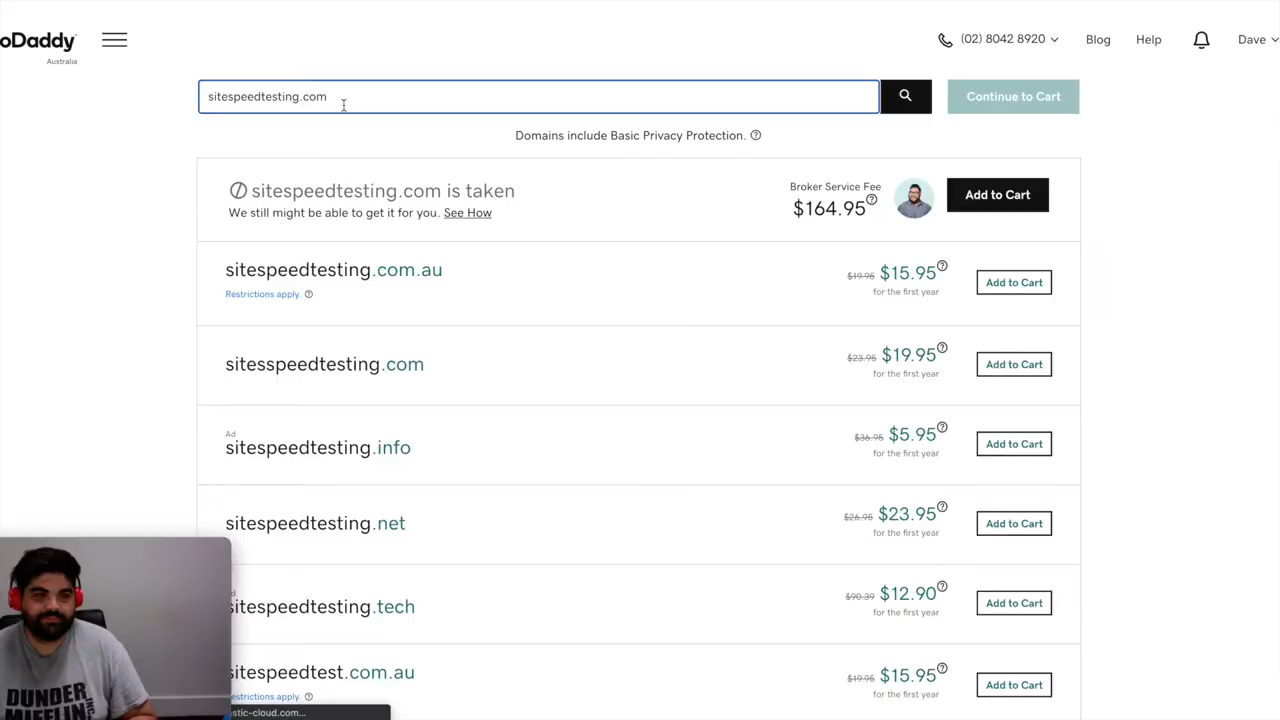 oDaddy
Australia
(02) 8042 8920
Blog
Help
Dave
sitespeedtesting.com
Continue to Cart
Domains include Basic Privacy Protection.
sitespeedtesting.com is taken
We still might be able to get it for you. See How
Broker Service Fee
$164.95
Add to Cart
sitespeedtesting.com.au
Restrictions apply.
$19.95 $15.95
for the first year
Add to Cart
sitesspeedtesting.com
$23.95 $19.95
for the first year
Add to Cart
Ad
sitespeedtesting.info
$36.95 $5.95
for the first year
Add to Cart
sitespeedtesting.net
$26.95 $23.95
for the first year
Add to Cart
d
sitespeedtesting.tech
$90.39 $12.90
for the first year
Add to Cart
sitespeedtest.com.au
estrictions apply.
$19.95 $15.95
for the first year
Add to Cart
stic-cloud.com...
DUNDER
MIFFLIN